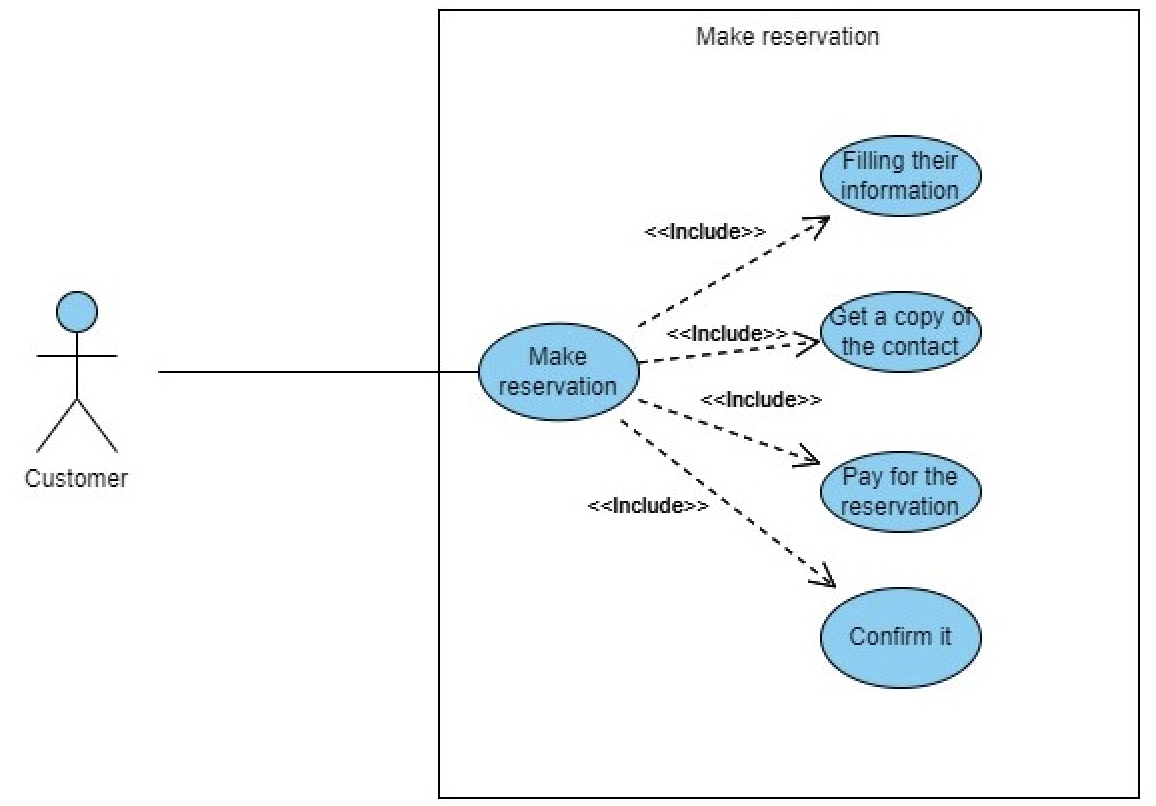 Make reservation
Filling their
information
<<Include>>
Get a copy of
the contact
<<Include>>
Make
reservation
<<Include>>
Pay for the
reservation
Customer
<<Include>>
Confirm it